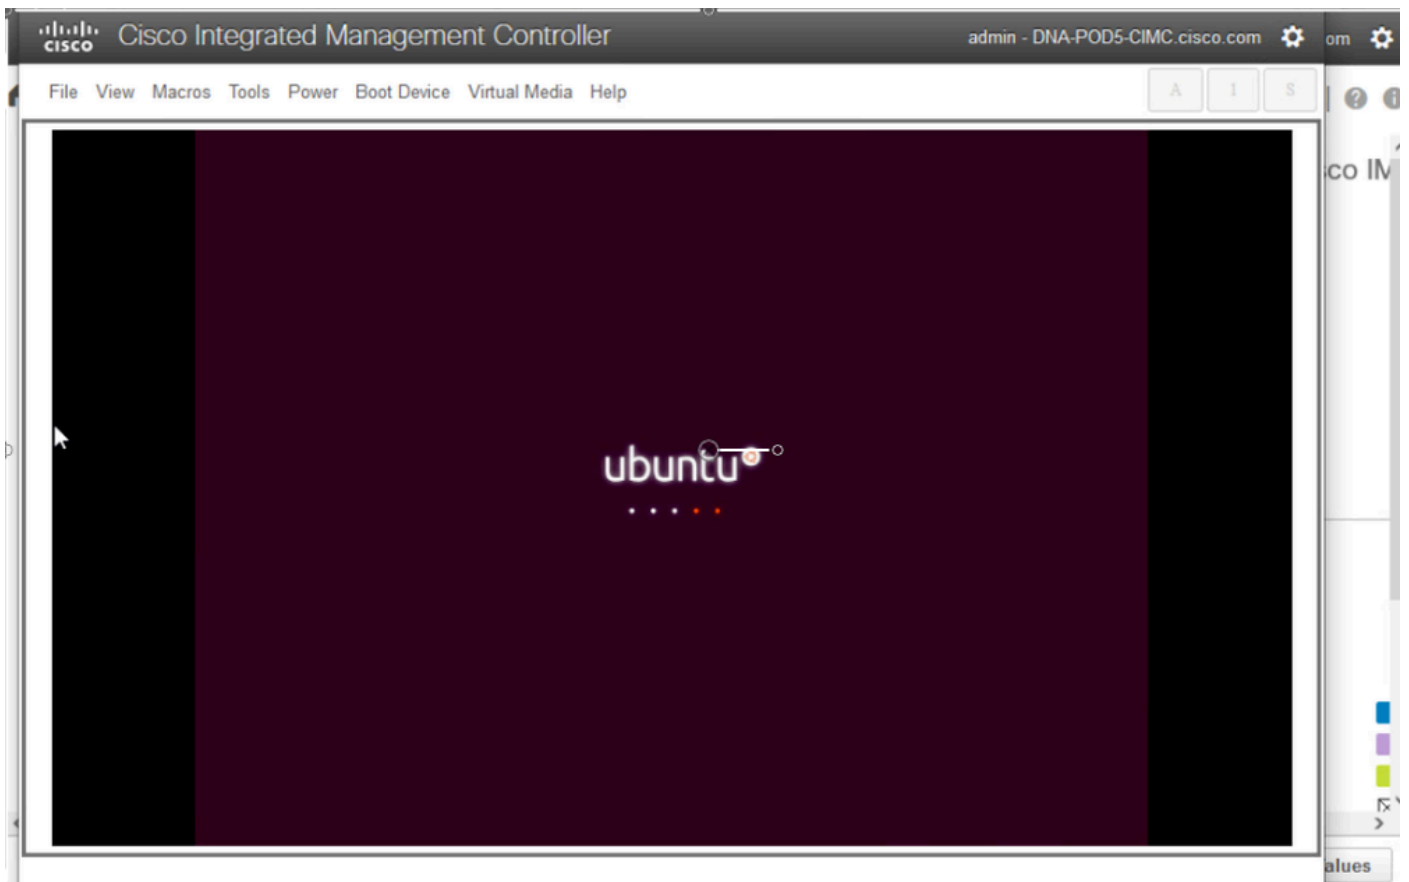 cisco Cisco Integrated Management Controller admin - DNA-POD5-CIMC.cisco.com om
File View Macros Tools Power Boot Device Virtual Media Help A I S
co IM
ubuntu
alues